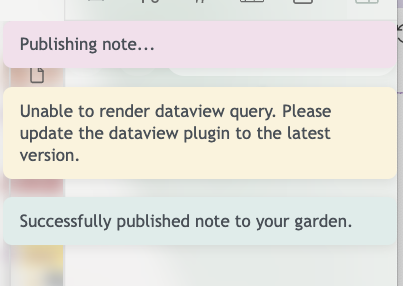 Publishing note...
Unable to render dataview query. Please
update the dataview plugin to the latest
version.
Successfully published note to your garden.